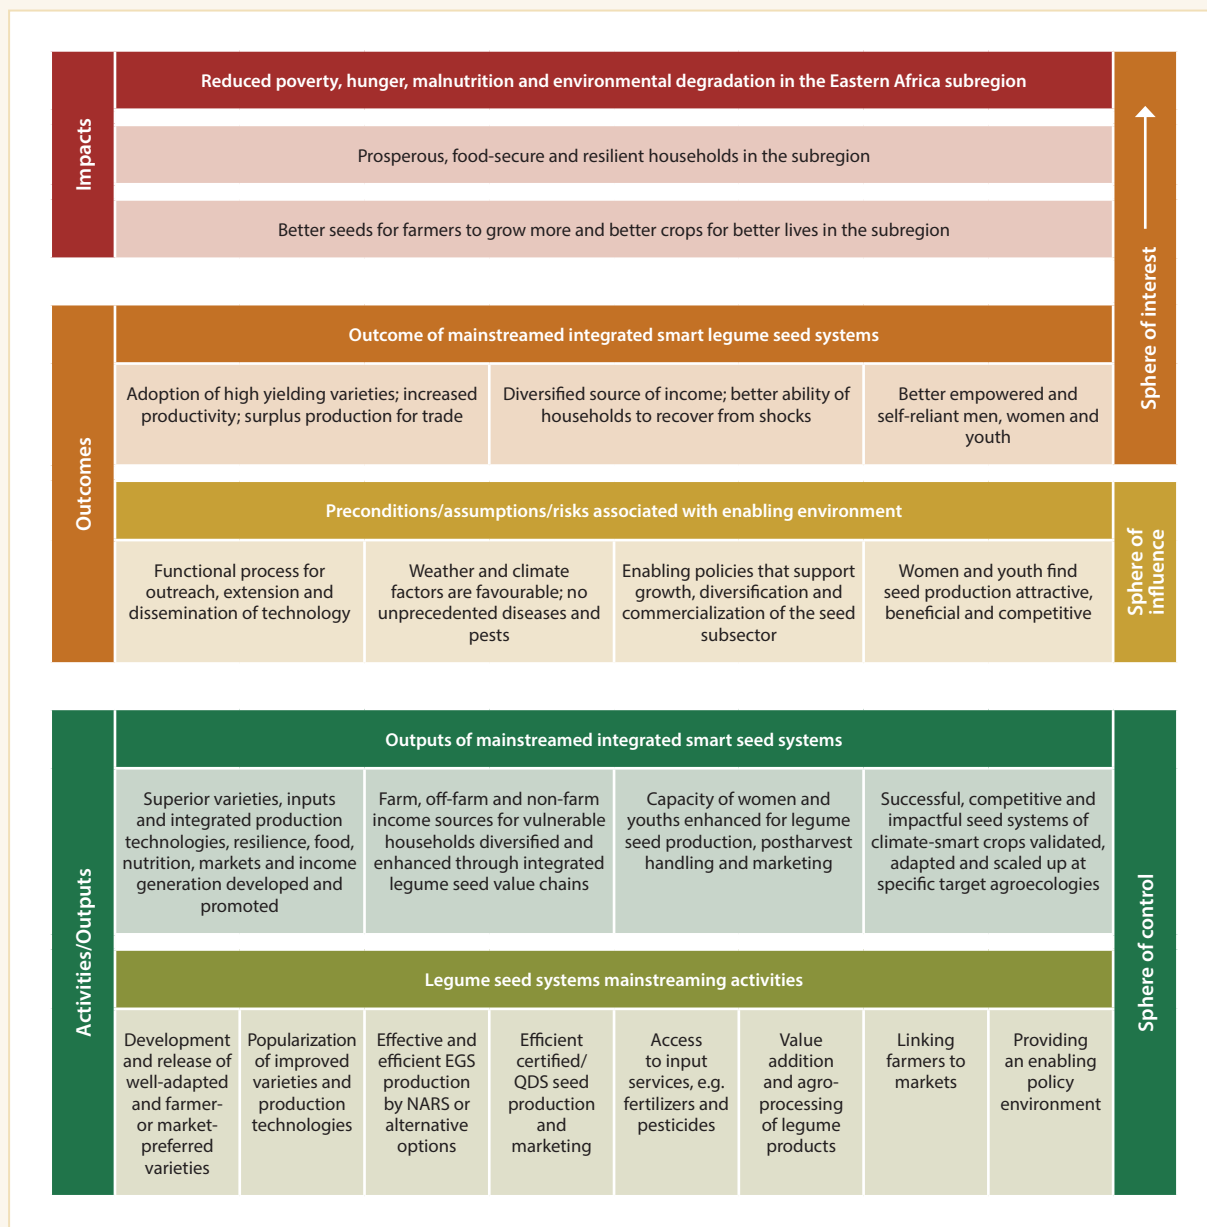 Impacts
Reduced poverty, hunger, malnutrition and environmental degradation in the Eastern Africa subregion
Prosperous, food-secure and resilient households in the subregion
Better seeds for farmers to grow more and better crops for better lives in the subregion
Sphere of interest
Outcomes
Outcome of mainstreamed integrated smart legume seed systems
Adoption of high yielding varieties; increased
productivity; surplus production for trade
Diversified source of income; better ability of
households to recover from shocks
Better empowered and
self-reliant men, women and
youth
Preconditions/assumptions/risks associated with enabling environment
Functional process for
outreach, extension and
dissemination of technology
Weather and climate
factors are favourable; no
unprecedented diseases and
pests
Enabling policies that support
growth, diversification and
commercialization of the seed
subsector
Women and youth find
seed production attractive,
beneficial and competitive
Sphere of
influence
Activities/Outputs
Outputs of mainstreamed integrated smart seed systems
Superior varieties, inputs
and integrated production
technologies, resilience, food,
nutrition, markets and income
generation developed and
promoted
Farm, off-farm and non-farm
income sources for vulnerable
households diversified and
enhanced through integrated
legume seed value chains
Capacity of women and
youths enhanced for legume
seed production, postharvest
handling and marketing
Successful, competitive and
impactful seed systems of
climate-smart crops validated,
adapted and scaled up at
specific target agroecologies
Sphere of control
Legume seed systems mainstreaming activities
Development
and release of
well-adapted
and farmer-
or market-
preferred
varieties
Popularization
of improved
varieties and
production
technologies
Effective and
efficient EGS
production
by NARS or
alternative
options
Efficient
certified/
QDS seed
production
and
marketing
Access
to input
services, e.g.
fertilizers and
pesticides
Value
addition
and agro-
processing
of legume
products
Linking
farmers to
markets
Providing
an enabling
policy
environment